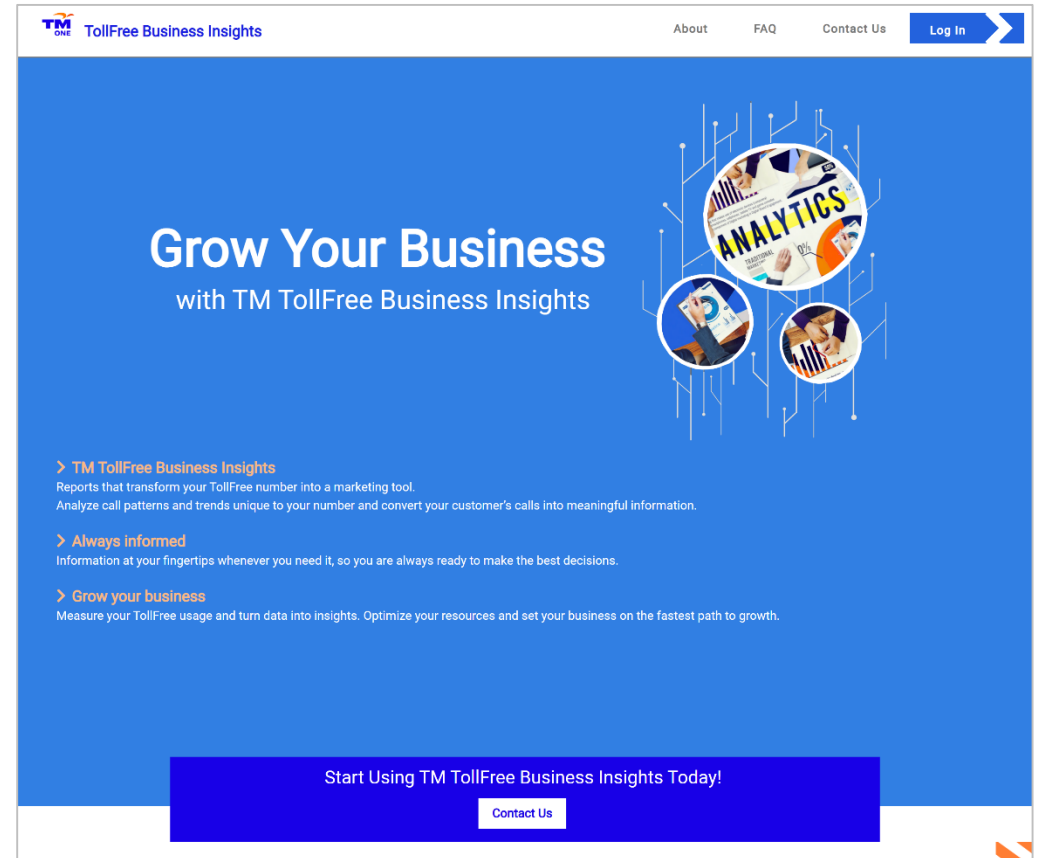 TM
ONE
TollFree Business Insights
About
FAQ
Contact Us
Log In
Grow Your Business
with TM TollFree Business Insights
ANALYTICS
TRADITIONAL
0%
TM TollFree Business Insights
Reports that transform your TollFree number into a marketing tool.
Analyze call patterns and trends unique to your number and convert your customer's calls into meaningful information.
Always informed
Information at your fingertips whenever you need it, so you are always ready to make the best decisions.
Grow your business
Measure your TollFree usage and turn data into insights. Optimize your resources and set your business on the fastest path to growth.
Start Using TM TollFree Business Insights Today!
Contact Us